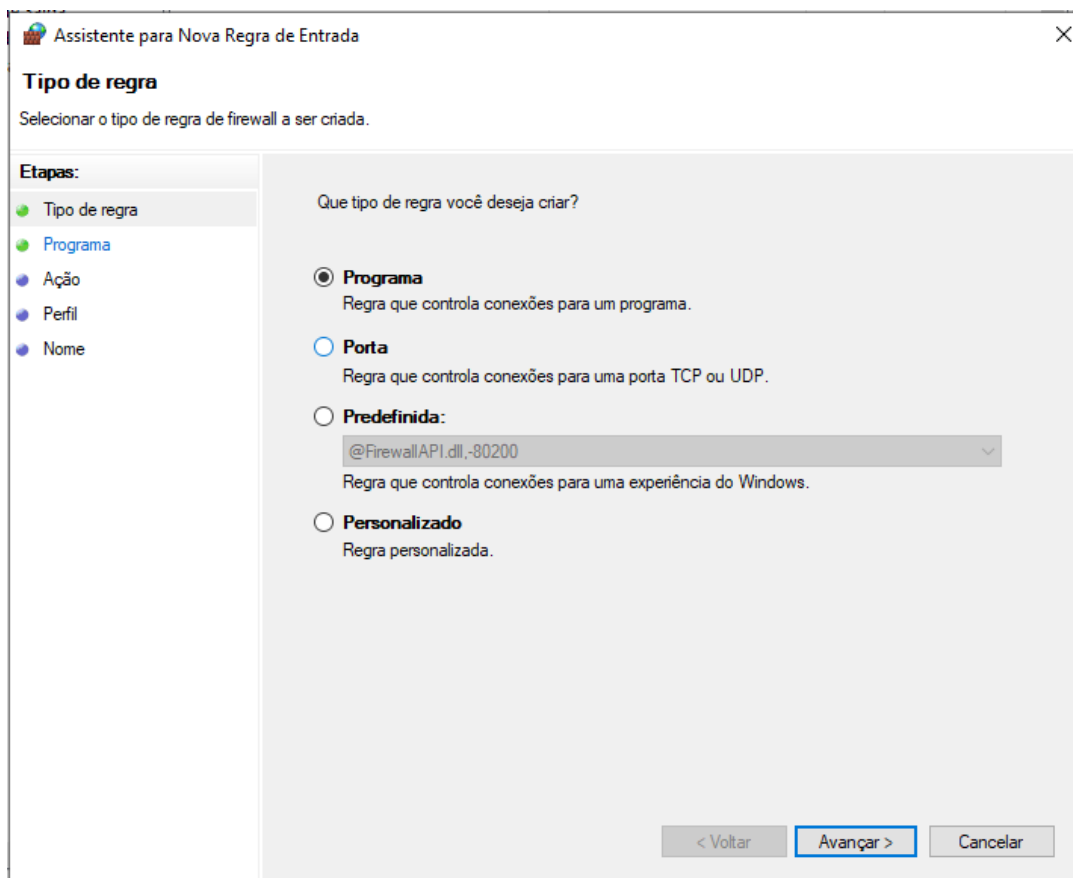 Assistente para Nova Regra de Entrada
Tipo de regra
Selecionar o tipo de regra de firewall a ser criada.
Etapas:
Tipo de regra
Programa
Ação
Perfil
Nome
Que tipo de regra você deseja criar?
Programa
Regra que controla conexões para um programa.
Porta
Regra que controla conexões para uma porta TCP ou UDP.
Predefinida:
@FirewallAPI.dll,-80200
Regra que controla conexões para uma experiência do Windows.
Personalizado
Regra personalizada.
< Voltar
Avançar >
Cancelar